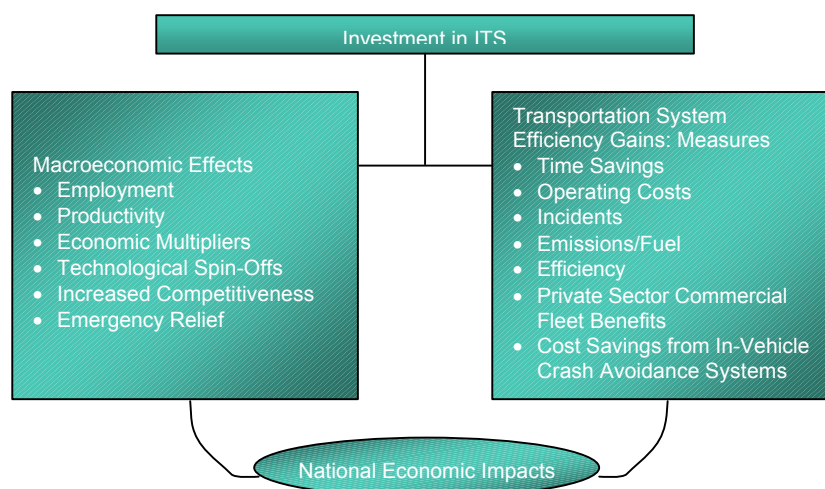 Investment in ITS
Macroeconomic Effects
• Employment
• Productivity
• Economic Multipliers
• Technological Spin-Offs
• Increased Competitiveness
• Emergency Relief
Transportation System
Efficiency Gains: Measures
• Time Savings
• Operating Costs
• Incidents
• Emissions/Fuel
• Efficiency
• Private Sector Commercial
Fleet Benefits
• Cost Savings from In-Vehicle
Crash Avoidance Systems
National Economic Impacts